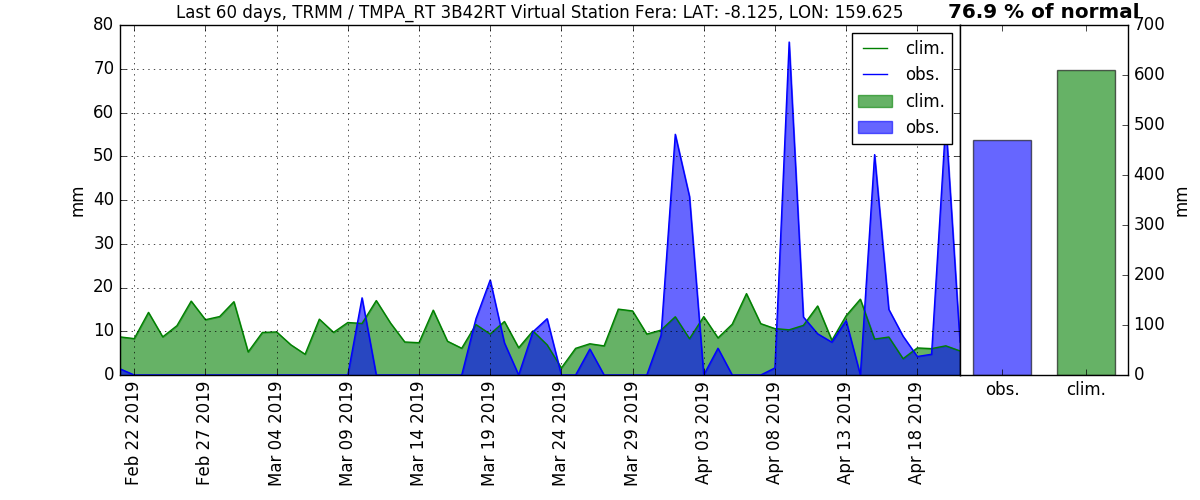 Last 60 days, TRMM / TMPA_RT 3B42RT Virtual Station Fera: LAT: -8.125, LON: 159.625
76.9 % of normal
80
70
60
50
40
30
20
10
0
mm
clim.
obs.
clim.
obs.
700
600
500
400
300
200
100
0
mm
obs.
clim.
Feb 22 2019
Feb 27 2019
Mar 04 2019
Mar 09 2019
Mar 14 2019
Mar 19 2019
Mar 24 2019
Mar 29 2019
Apr 03 2019
Apr 08 2019
Apr 13 2019
Apr 18 2019